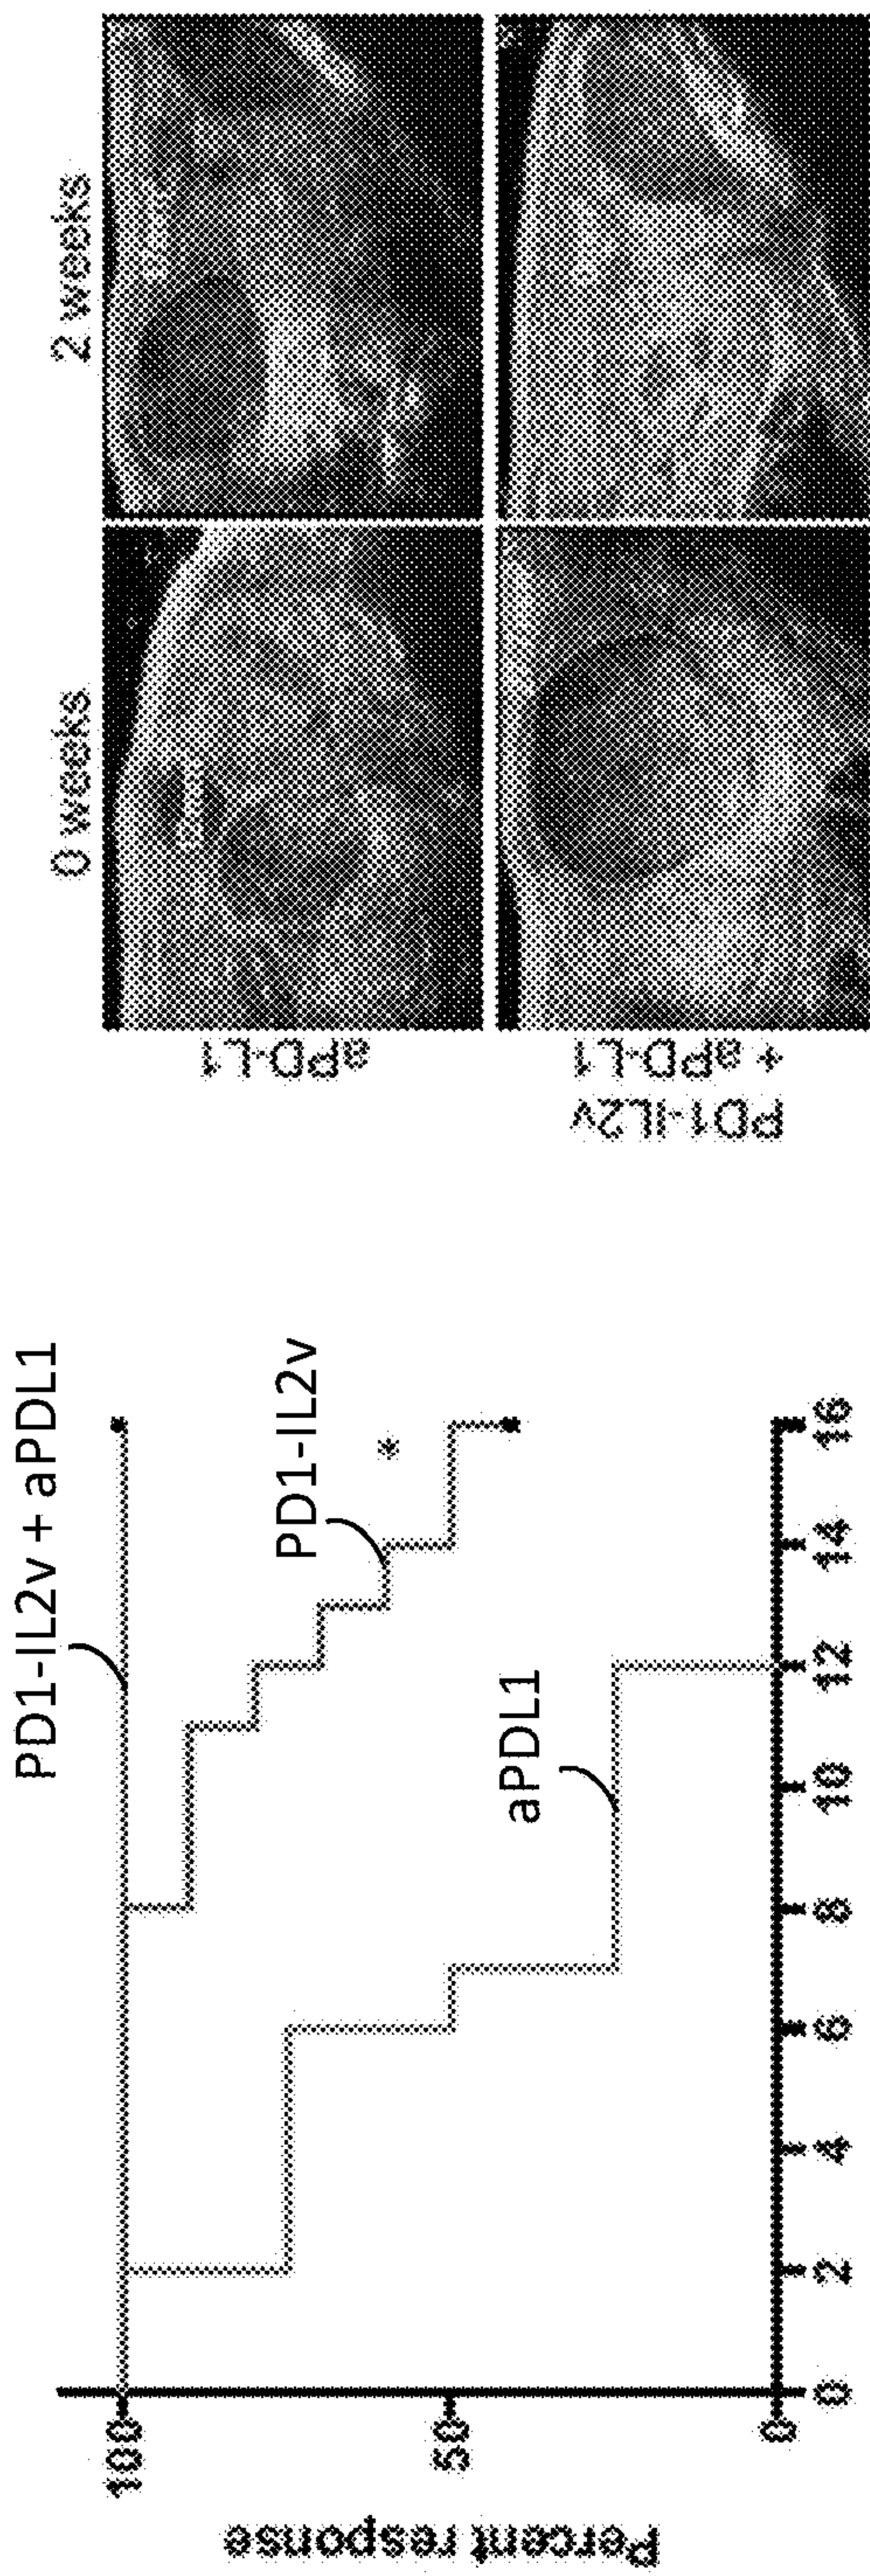 Percent response
100
50
0
0
2
4
6
8
10
12
14
16
PD1-IL2v + aPDL1
PD1-IL2v
*
aPDL1
0 weeks
2 weeks
aPD-L1
PD1-IL2v
+ aPD-L1